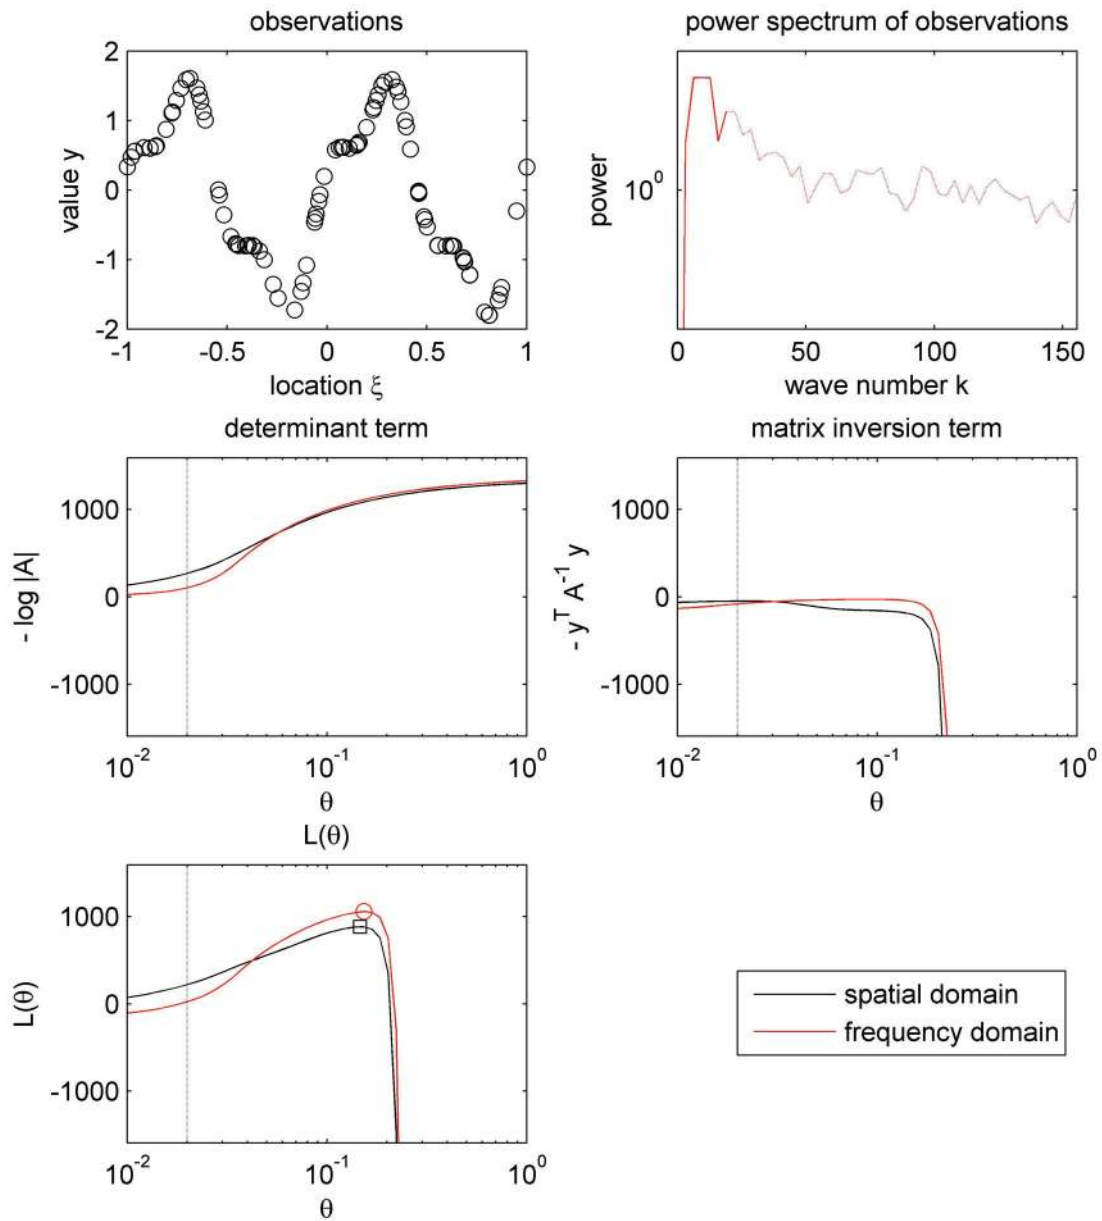 observations
power spectrum of observations
value y
2
1
0
-1
-2
-1
-0.5
0
0.5
1
location ξ
power
10⁰
0
50
100
150
wave number k
determinant term
matrix inversion term
- log |A|
1000
0
-1000
10⁻²
10⁻¹
10⁰
θ
- yᵀ A⁻¹ y
1000
0
-1000
10⁻²
10⁻¹
10⁰
θ
L(θ)
L(θ)
1000
0
-1000
10⁻²
10⁻¹
10⁰
θ
spatial domain
frequency domain